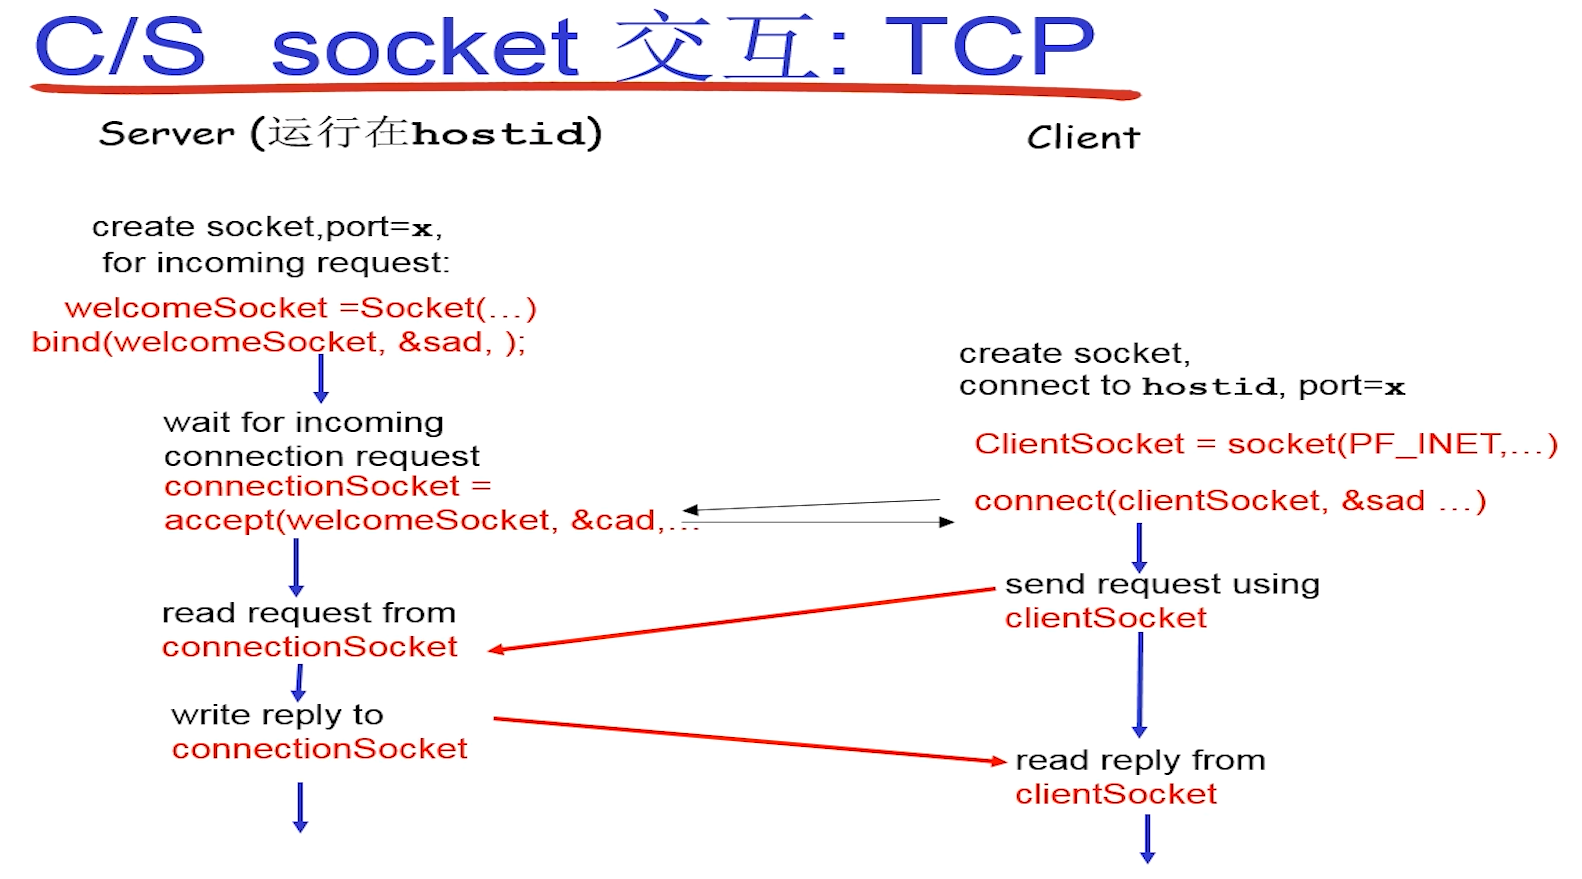 C/S socket 交互: TCP
Server (运行在hostid)
Client
create socket,port=x,
for incoming request:
welcomeSocket =Socket(...)
bind(welcomeSocket, &sad, );
wait for incoming
connection request
connectionSocket =
accept(welcomeSocket, &cad,...
read request from
connectionSocket
write reply to
connectionSocket
create socket,
connect to hostid, port=x
ClientSocket = socket(PF_INET,...)
connect(clientSocket, &sad ...)
send request using
clientSocket
read reply from
clientSocket